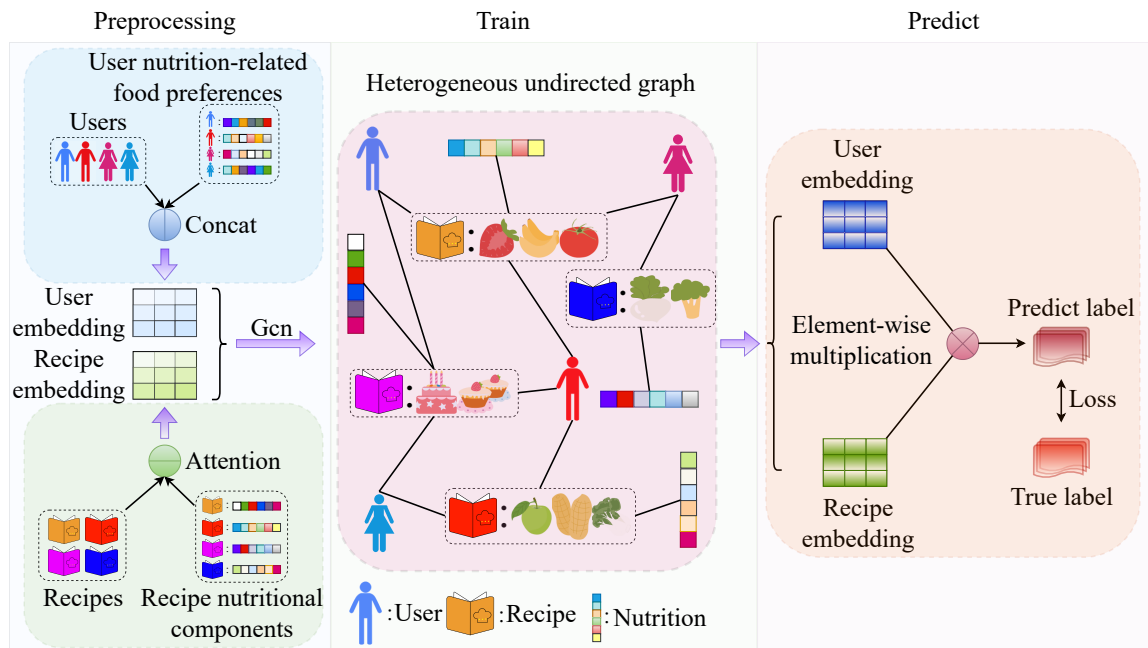 Preprocessing
Train
Predict
User nutrition-related
food preferences
Users
Concat
User
embedding
Recipe
embedding
Gcn
Attention
Recipes
Recipe nutritional
components
Heterogeneous undirected graph
:
:
:
:
:User
:Recipe
:Nutrition
User
embedding
Element-wise
multiplication
Predict label
Loss
True label
Recipe
embedding